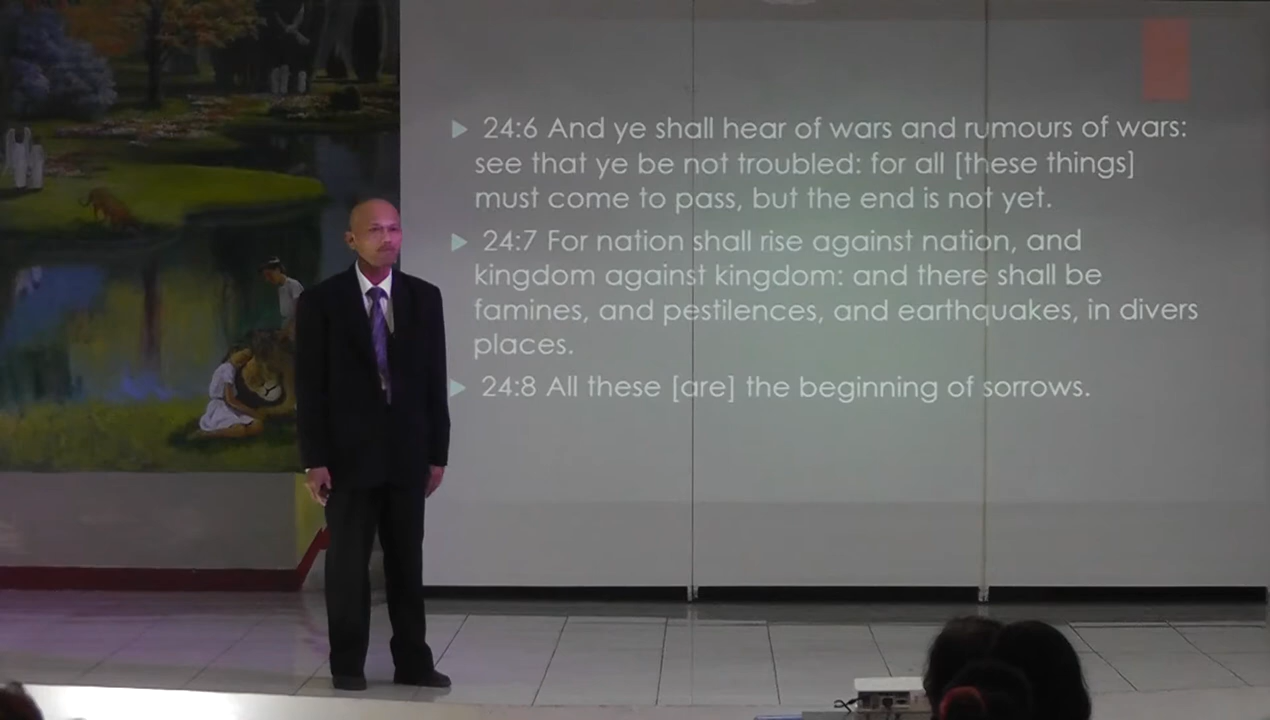 24:6 And ye shall hear of wars and rumours of wars:
see that ye be not troubled: for all [these things]
must come to pass, but the end is not yet.
24:7 For nation shall rise against nation, and
kingdom against kingdom: and there shall be
famines, and pestilences, and earthquakes, in divers
places.
24:8 All these [are] the beginning of sorrows.